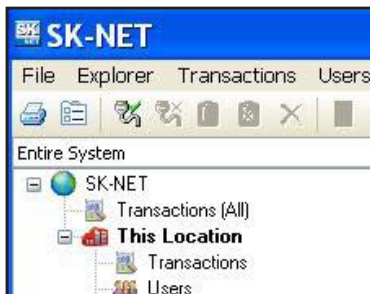 SK-NET
File Explorer Transactions Users
Entire System
SK-NET
Transactions (All)
This Location
Transactions
Users